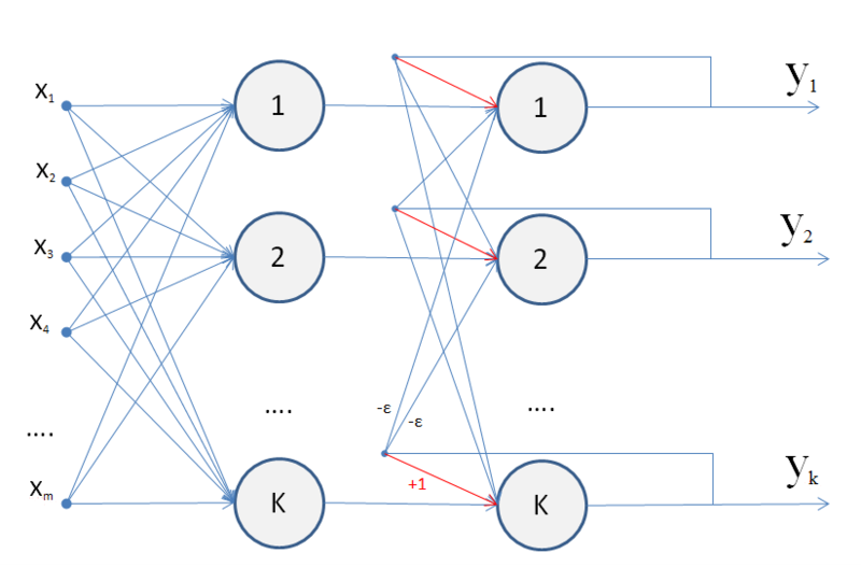 X1
X2
X3
X4
....
Xm
1
2
....
K
-ε
-ε
+1
1
2
....
K
y1
y2
yk